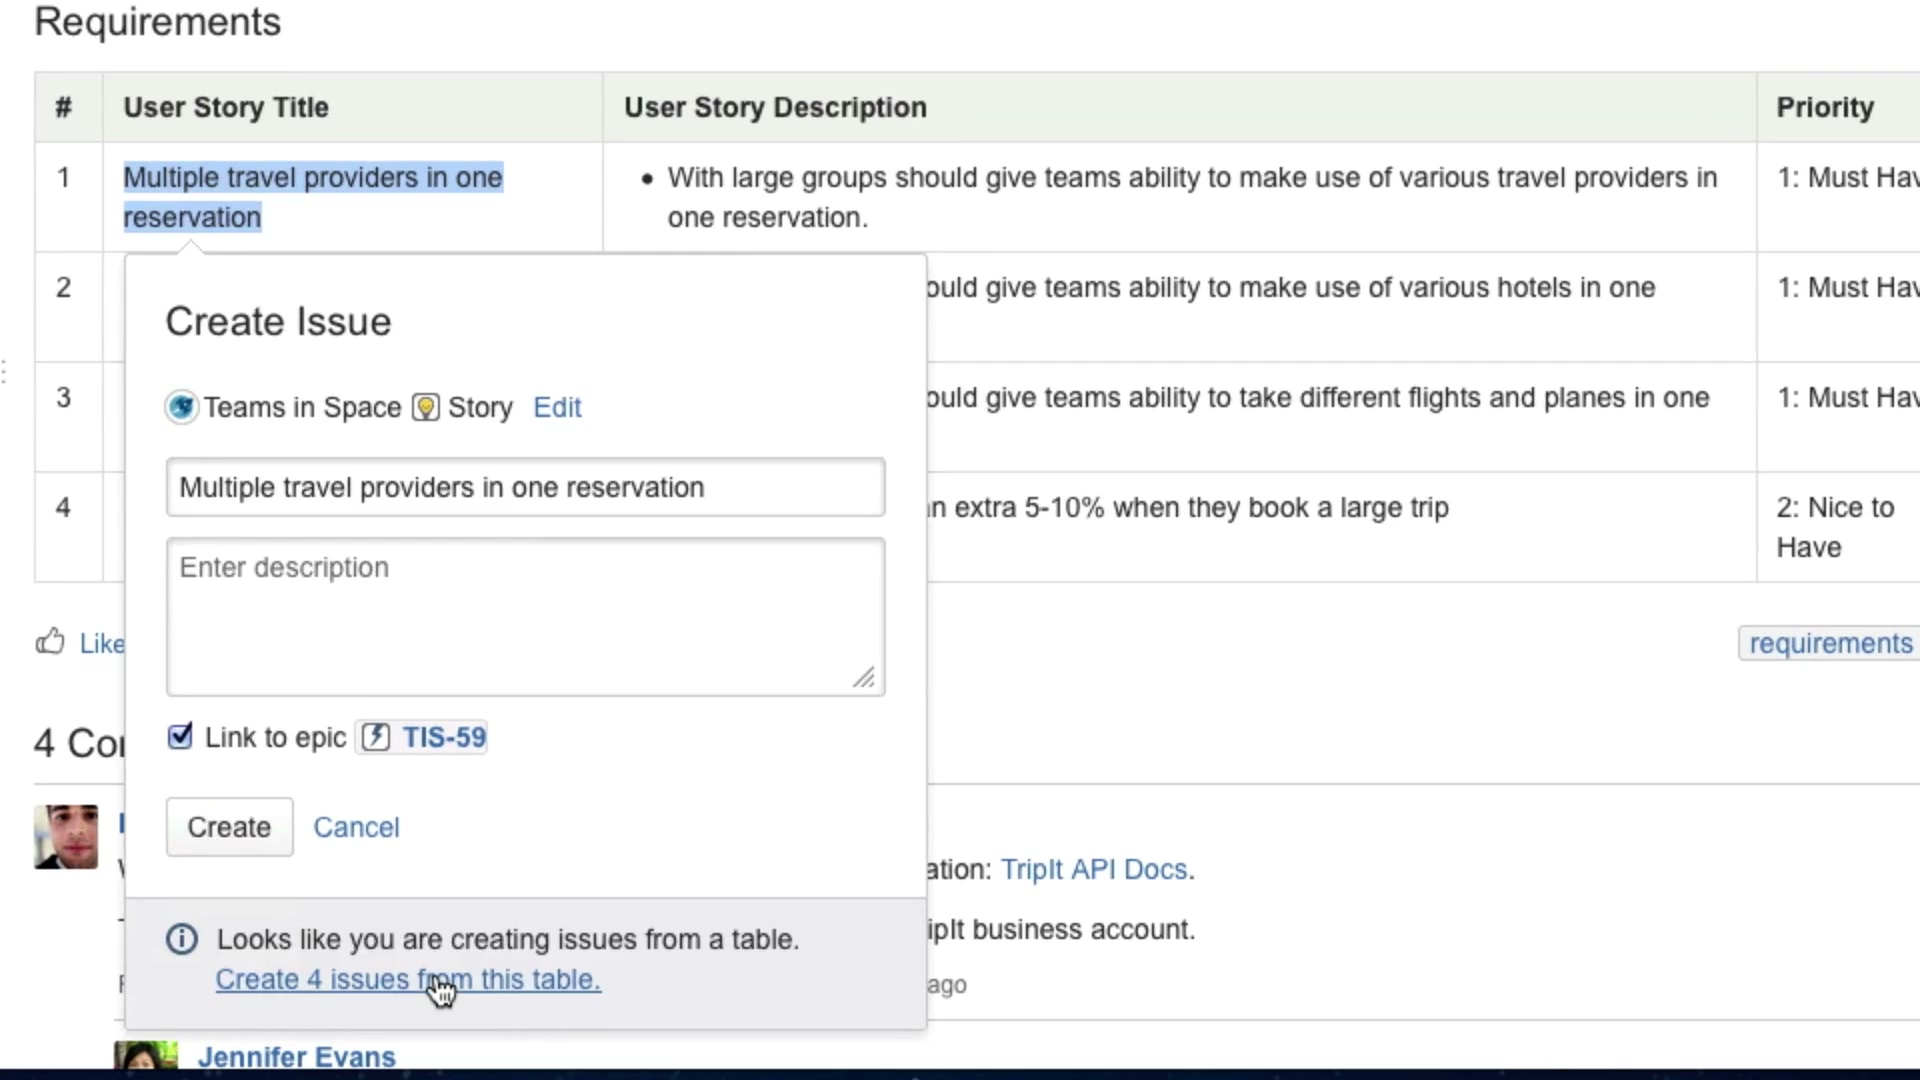 Requirements
# User Story Title User Story Description Priority
1 Multiple travel providers in one
reservation
• With large groups should give teams ability to make use of various travel providers in
one reservation.
1: Must Hav
2 ould give teams ability to make use of various hotels in one 1: Must Hav
3 ould give teams ability to take different flights and planes in one 1: Must Hav
4 n extra 5-10% when they book a large trip 2: Nice to
Have
Create Issue
Teams in Space Story Edit
Multiple travel providers in one reservation
Enter description
Link to epic TIS-59
Create Cancel
Looks like you are creating issues from a table.
Create 4 issues from this table.
Like requirements
4 Co
ation: TripIt API Docs.
ipIt business account.
ago
Jennifer Evans